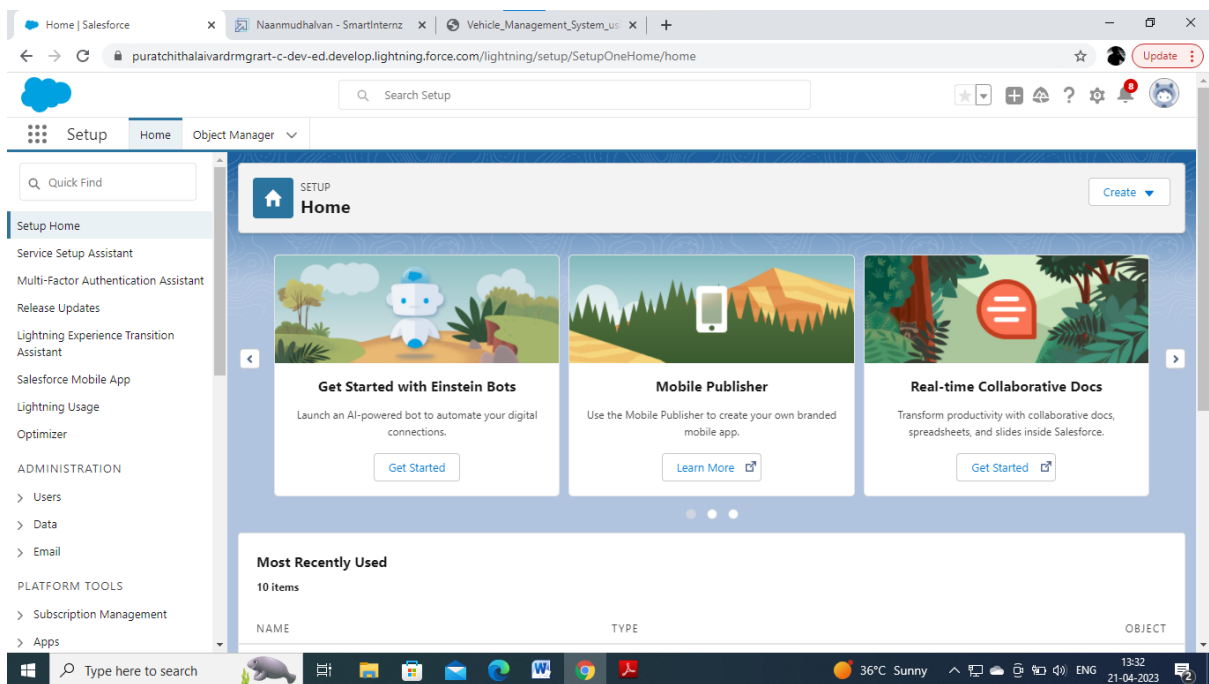 Home | Salesforce
Naanmudhalvan - SmartInternz
Vehicle_Management_System_us
puratchithalaivardrmgrart-c-dev-ed.develop.lightning.force.com/lightning/setup/SetupOneHome/home
Update
Search Setup
8
Setup
Home
Object Manager
Quick Find
SETUP
Home
Create
Setup Home
Service Setup Assistant
Multi-Factor Authentication Assistant
Release Updates
Lightning Experience Transition
Assistant
Salesforce Mobile App
Lightning Usage
Optimizer
ADMINISTRATION
Users
Data
Email
PLATFORM TOOLS
Subscription Management
Apps
Get Started with Einstein Bots
Launch an AI-powered bot to automate your digital
connections.
Get Started
Mobile Publisher
Use the Mobile Publisher to create your own branded
mobile app.
Learn More
Real-time Collaborative Docs
Transform productivity with collaborative docs,
spreadsheets, and slides inside Salesforce.
Get Started
Most Recently Used
10 items
NAME TYPE OBJECT
Type here to search
36°C Sunny
ENG
13:32
21-04-2023
2